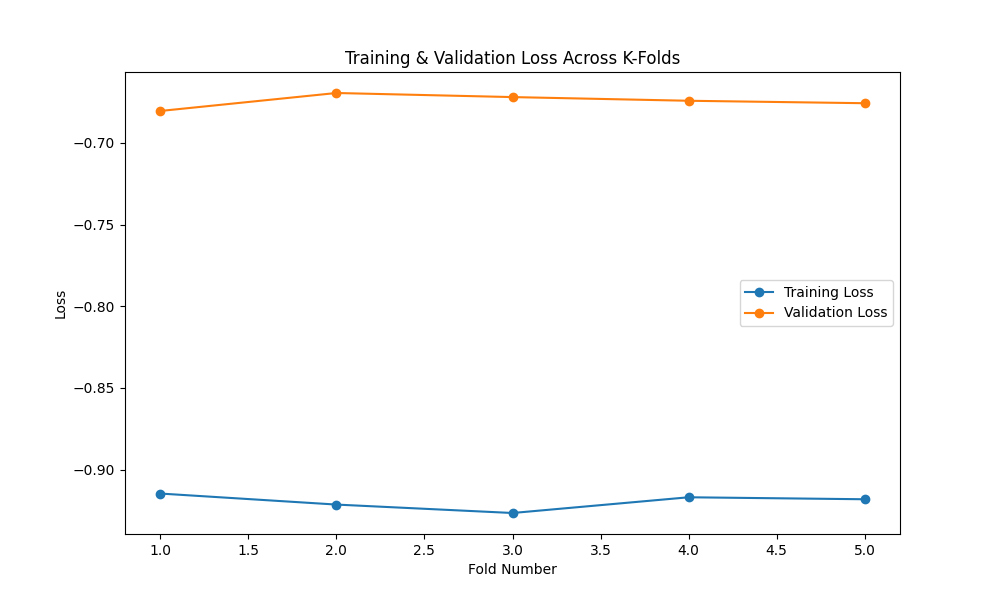 Training & Validation Loss Across K-Folds
−0.70
−0.75
−0.80
−0.85
−0.90
Loss
Training Loss
Validation Loss
1.0 1.5 2.0 2.5 3.0 3.5 4.0 4.5 5.0
Fold Number